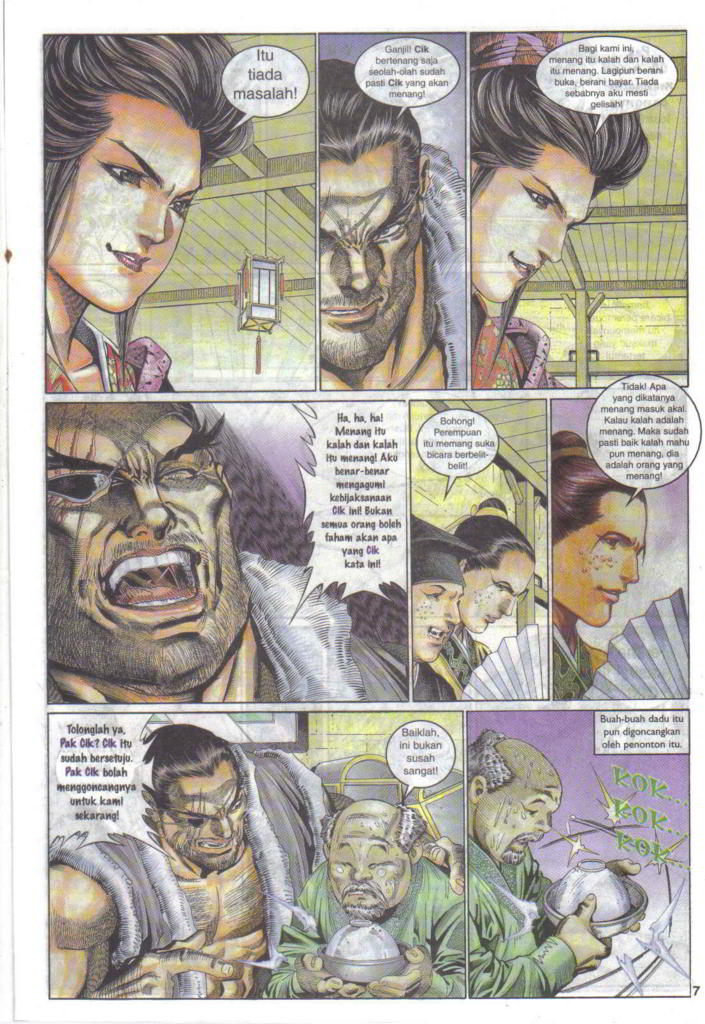 Itu
tiada
masalah!
Ganjil! Cik
bertenang saja
seolah-olah sudah
pasti Cik yang akan
menang!
Bagi kami ini,
menang itu kalah dan kalah
itu menang. Lagipun berani
buka, berani bayar. Tiada
sebabnya aku mesti
gelisah!
Ha, ha, ha!
Menang itu
kalah dan kalah
itu menang! Aku
benar-benar
mengagumi
kebijaksanaan
Cik ini! Bukan
semua orang boleh
faham akan apa
yang Cik
kata ini!
Bohong!
Perempuan
itu memang suka
bicara berbelit-
belit!
Tidak! Apa
yang dikatanya
memang masuk akal.
Kalau kalah adalah
menang. Maka sudah
pasti baik kalah mahu
pun menang, dia
adalah orang yang
menang!
Tolonglah ya,
Pak Cik? Cik itu
sudah bersetuju.
Pak Cik boleh
menggoncangnya
untuk kami
sekarang!
Baiklah,
ini bukan
susah
sangat!
Buah-buah dadu itu
pun digoncangkan
oleh penonton itu.
KOK...
KOK...
KOK...
7